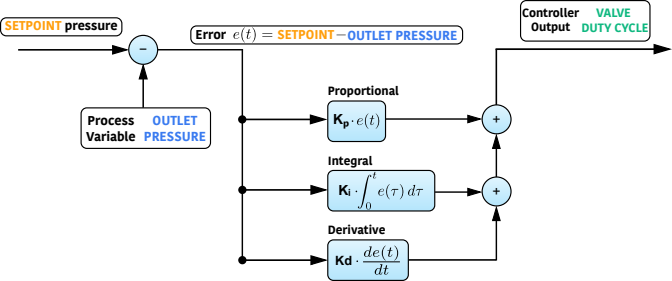 SETPOINT pressure
Error e(t) = SETPOINT − OUTLET PRESSURE
Controller Output
VALVE DUTY CYCLE
−
Process Variable
OUTLET PRESSURE
Proportional
Kp · e(t)
+
Integral
Ki · ∫₀ᵗ e(τ) dτ
+
Derivative
Kd · de(t)/dt